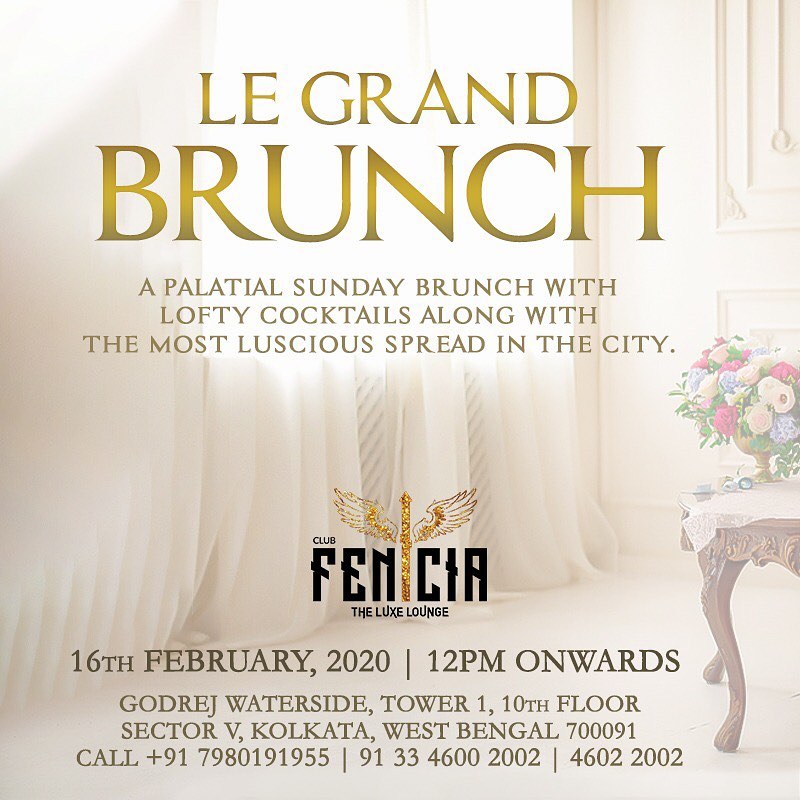 LE GRAND
BRUNCH
A PALATIAL SUNDAY BRUNCH WITH
LOFTY COCKTAILS ALONG WITH
THE MOST LUSCIOUS SPREAD IN THE CITY.
CLUB
FENICIA
THE LUXE LOUNGE
16TH FEBRUARY, 2020 | 12PM ONWARDS
GODREJ WATERSIDE, TOWER 1, 10TH FLOOR
SECTOR V, KOLKATA, WEST BENGAL 700091
CALL +91 7980191955 | 91 33 4600 2002 | 4602 2002